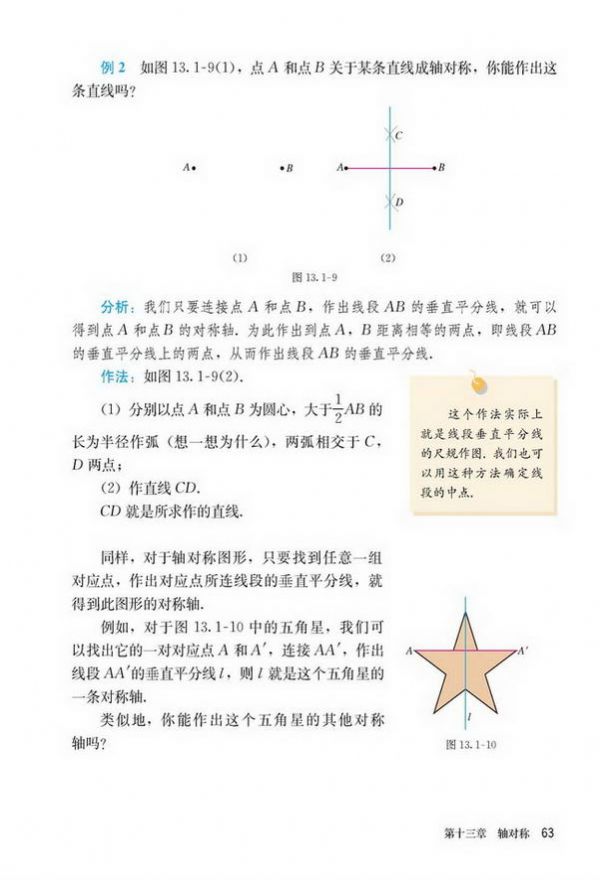 例 2 如图 13.1-9(1)，点 A 和点 B 关于某条直线成轴对称，你能作出这
条直线吗？
C
A B A B
D
(1) (2)
图 13.1-9
分析：我们只要连接点 A 和点 B，作出线段 AB 的垂直平分线，就可以
得到点 A 和点 B 的对称轴．为此作出到点 A，B 距离相等的两点，即线段 AB
的垂直平分线上的两点，从而作出线段 AB 的垂直平分线．
作法：如图 13.1-9(2)．
(1) 分别以点 A 和点 B 为圆心，大于 1/2 AB 的
长为半径作弧（想一想为什么），两弧相交于 C，
D 两点；
(2) 作直线 CD．
CD 就是所求作的直线．
这个作法实际上
就是线段垂直平分线
的尺规作图．我们也可
以用这种方法确定线
段的中点．
同样，对于轴对称图形，只要找到任意一组
对应点，作出对应点所连线段的垂直平分线，就
得到此图形的对称轴．
例如，对于图 13.1-10 中的五角星，我们可
以找出它的一对对应点 A 和 A′，连接 AA′，作出
线段 AA′的垂直平分线 l，则 l 就是这个五角星的
一条对称轴．
类似地，你能作出这个五角星的其他对称
轴吗？
A A′
l
图 13.1-10
第十三章 轴对称 63